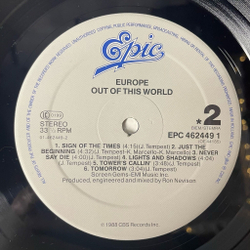 Epic
EUROPE
OUT OF THIS WORLD
STEREO
33 ⅓ RPM
★2
EPC 462449 1
1. SIGN OF THE TIMES (4.15)(J. Tempest) 2. JUST THE
BEGINNING (4.32)(J. Tempest-K. Marcello) 3. NEVER
SAY DIE (4.00)(J. Tempest) 4. LIGHTS AND SHADOWS (4.04)
(J. Tempest) 5. TOWER'S CALLIN' (3.50)(J. Tempest)
6. TOMORROW (3.04)(J. Tempest)
Screen Gems-EMI Music Inc.
Produced, engineered and mixed by Ron Nevison
℗ 1988 CBS Records Inc.